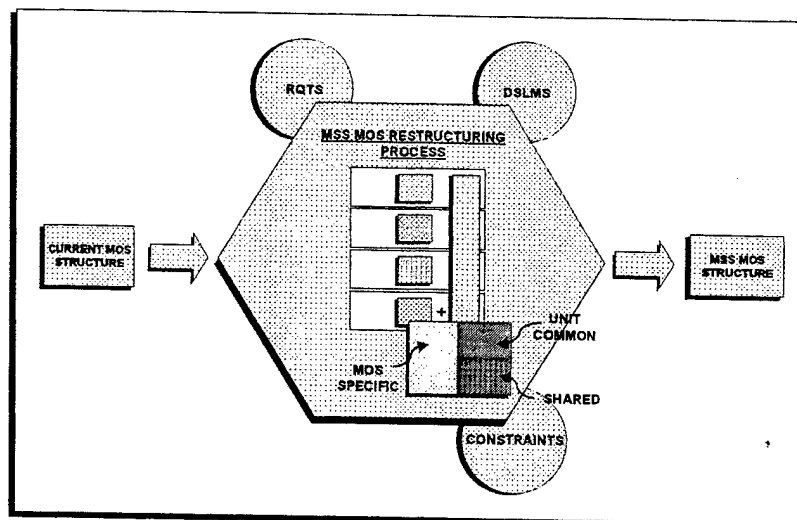 RQTS
DSLMS
MSS MOS RESTRUCTURING
PROCESS
CURRENT MOS
STRUCTURE
MSS MOS
STRUCTURE
+
UNIT
COMMON
MOS
SPECIFIC
SHARED
CONSTRAINTS